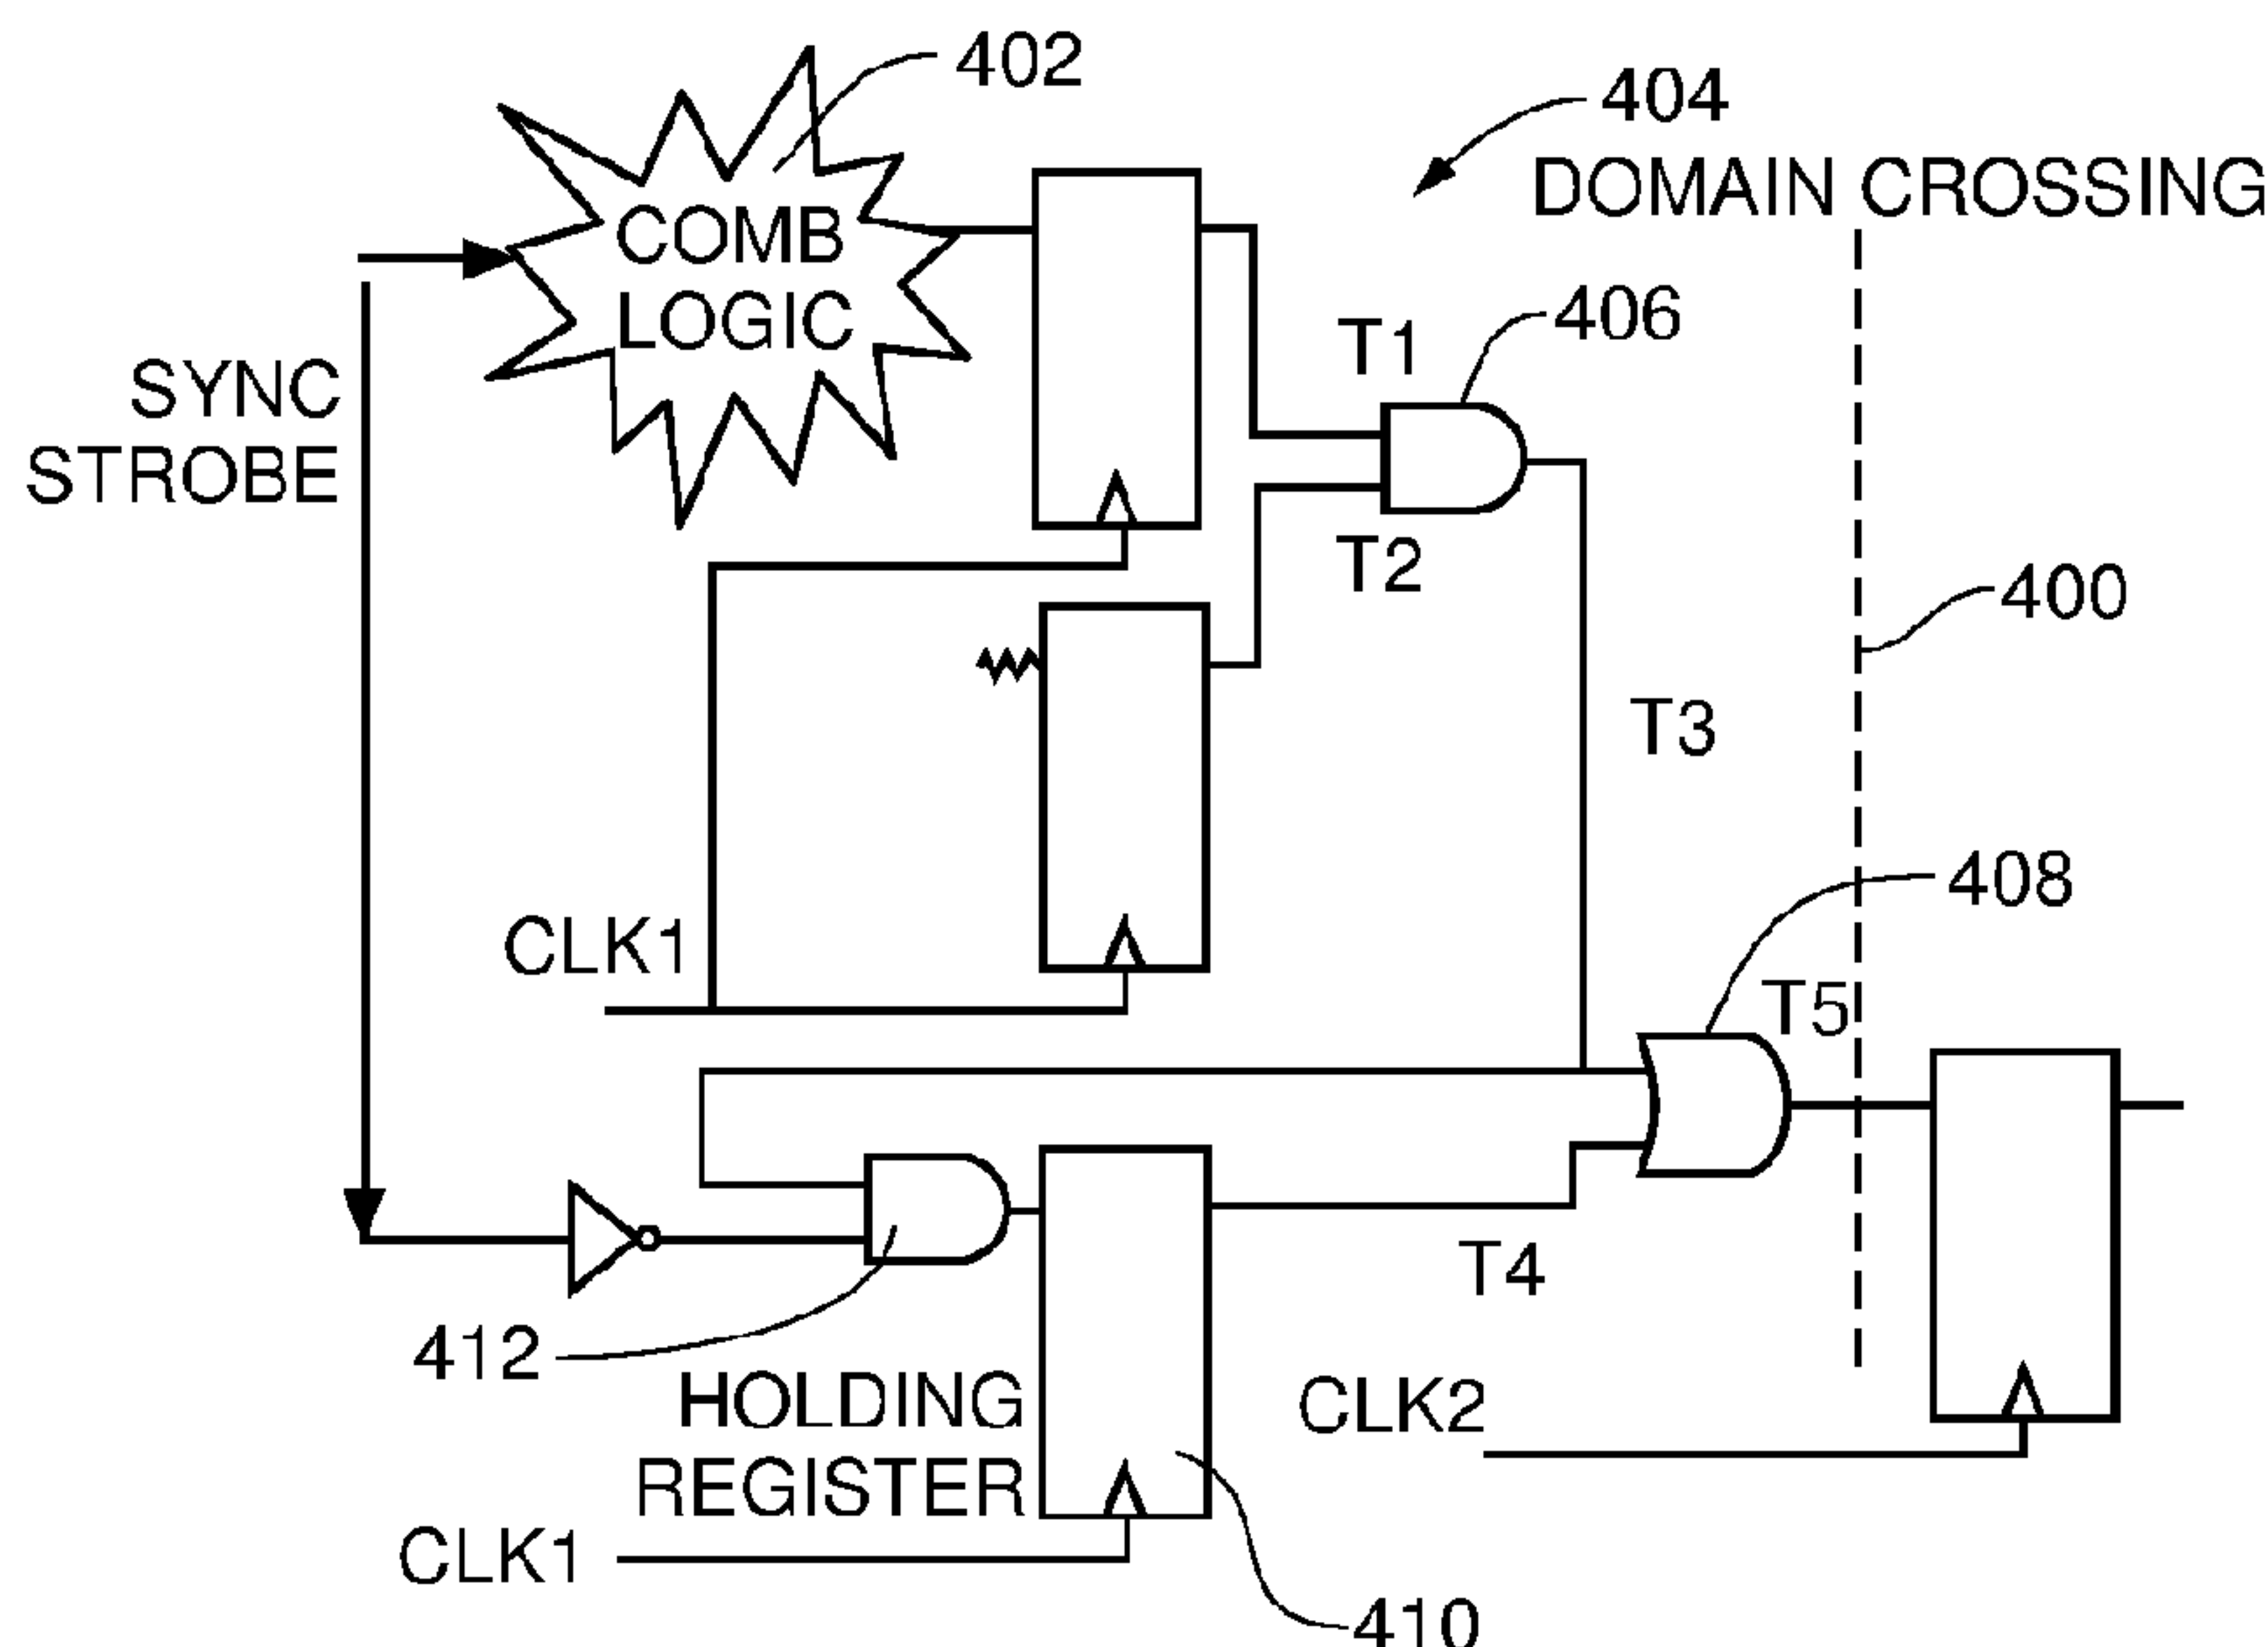 402
404
DOMAIN CROSSING
COMB
LOGIC
406
T1
SYNC
STROBE
T2
400
T3
408
CLK1
T5
T4
412
HOLDING
REGISTER
CLK2
CLK1
410